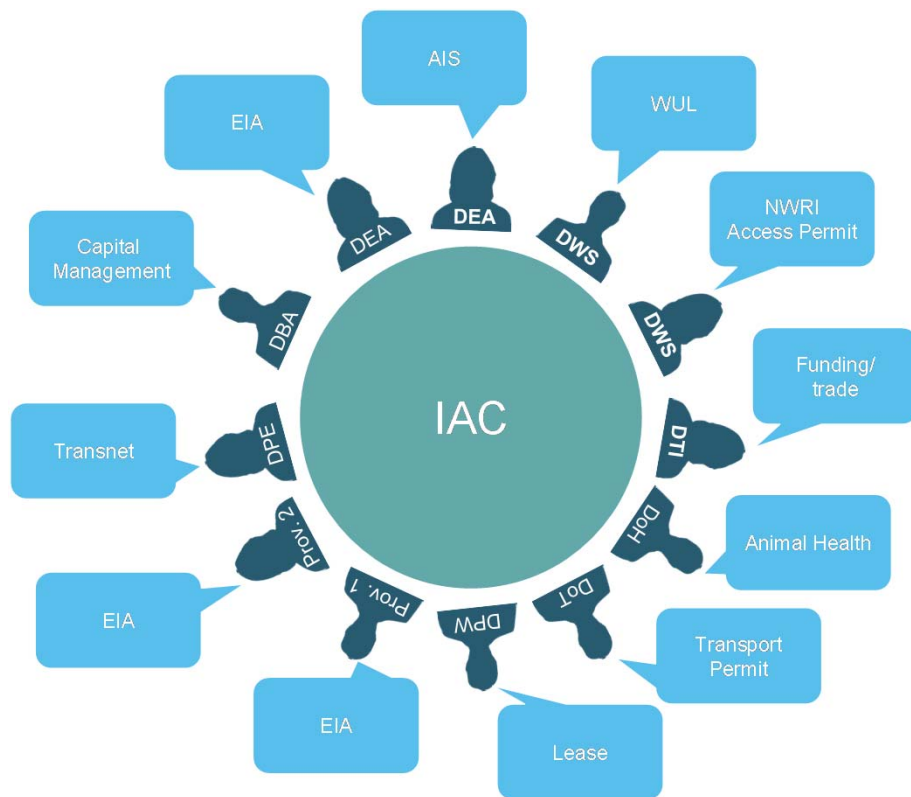 AIS
EIA
WUL
DEA
DEA
DWS
NWRI
Access Permit
Capital
Management
DBA
DWS
Funding/
trade
IAC
Transnet
DPE
DTI
Prov. 2
DoH
Animal Health
Prov. 1
DPW
DoT
EIA
Transport
Permit
EIA
Lease